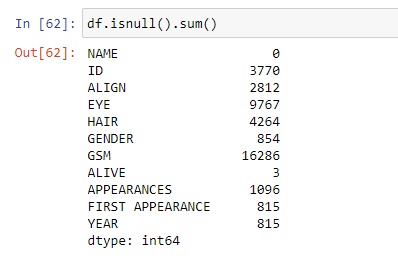 In [62]: df.isnull().sum()
Out[62]: NAME 0
ID 3770
ALIGN 2812
EYE 9767
HAIR 4264
GENDER 854
GSM 16286
ALIVE 3
APPEARANCES 1096
FIRST APPEARANCE 815
YEAR 815
dtype: int64